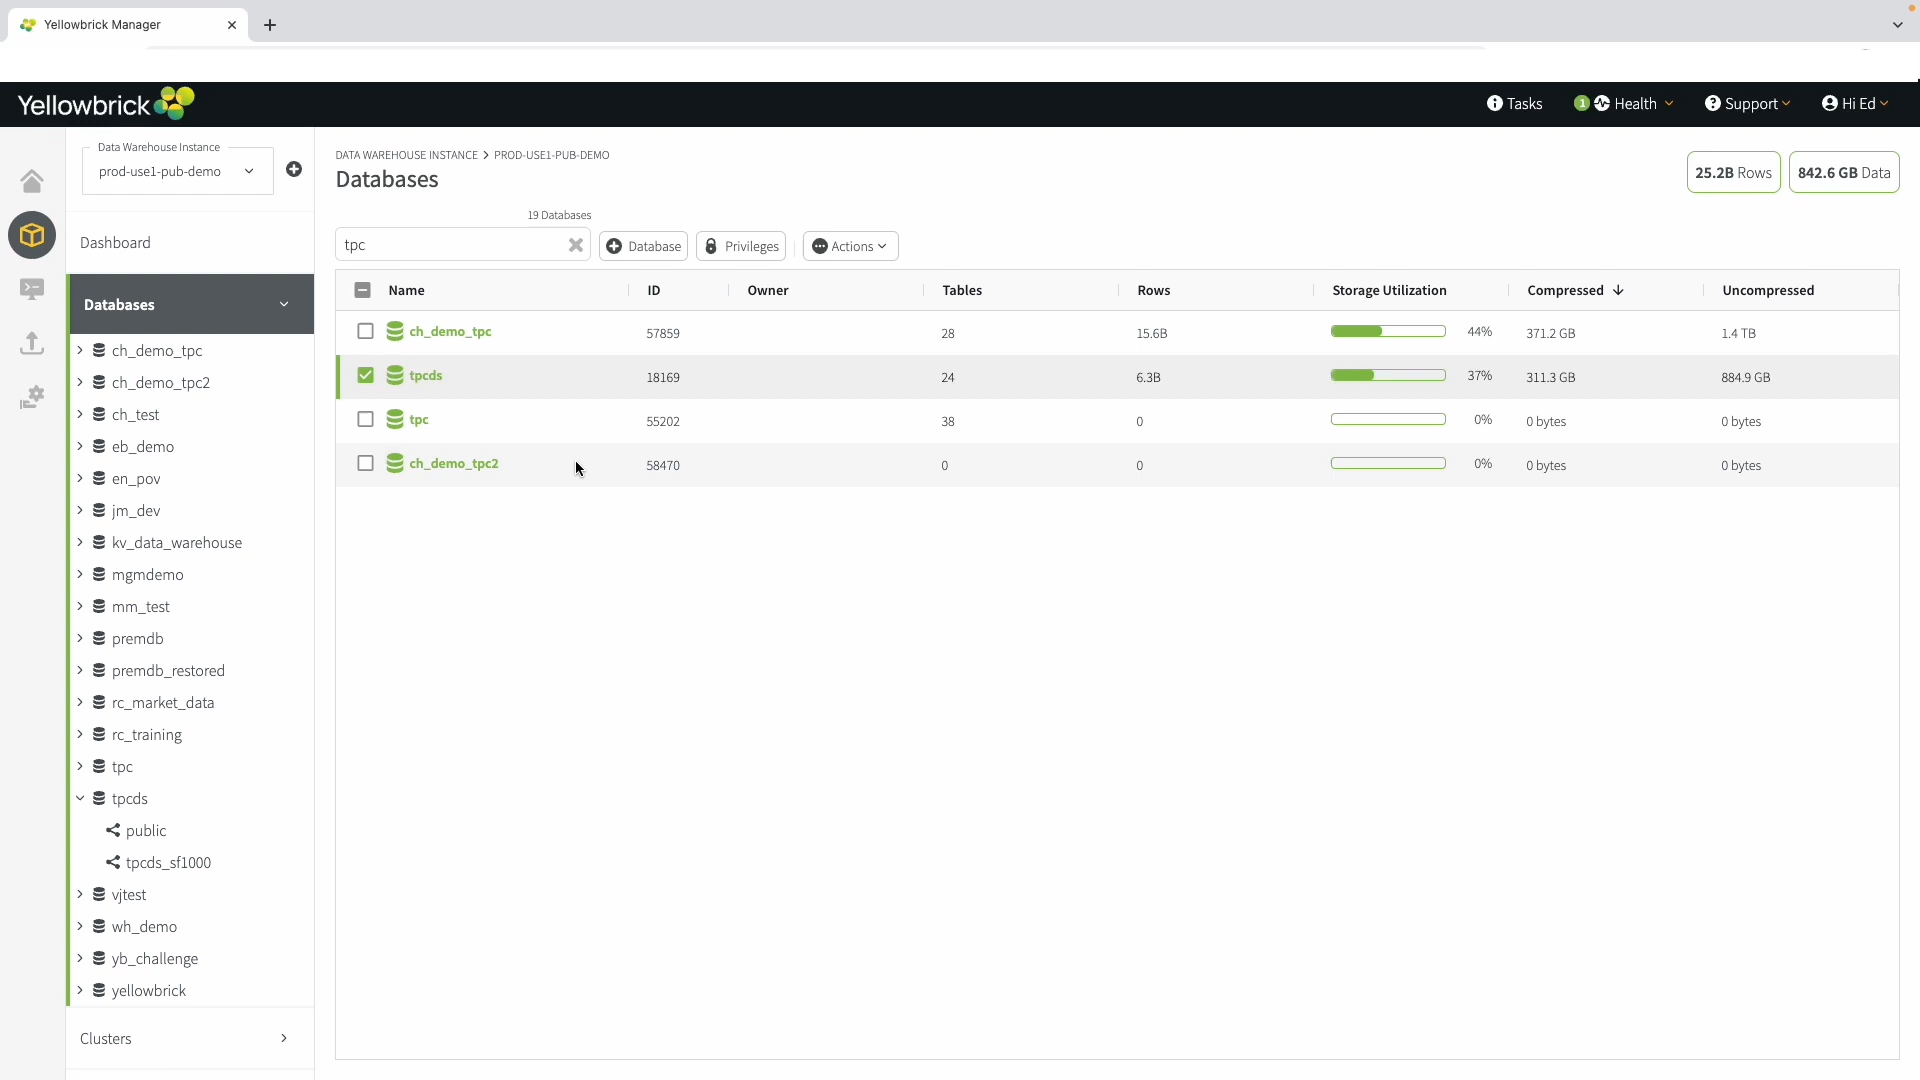 Yellowbrick Manager
Yellowbrick
Tasks
1 Health
Support
Hi Ed
Data Warehouse Instance
prod-use1-pub-demo
Dashboard
Databases
ch_demo_tpc
ch_demo_tpc2
ch_test
eb_demo
en_pov
jm_dev
kv_data_warehouse
mgmdemo
mm_test
premdb
premdb_restored
rc_market_data
rc_training
tpc
tpcds
public
tpcds_sf1000
vjtest
wh_demo
yb_challenge
yellowbrick
Clusters
DATA WAREHOUSE INSTANCE > PROD-USE1-PUB-DEMO
Databases
25.2B Rows
842.6 GB Data
19 Databases
tpc
Database
Privileges
Actions
Name ID Owner Tables Rows Storage Utilization Compressed Uncompressed
ch_demo_tpc 57859 28 15.6B 44% 371.2 GB 1.4 TB
tpcds 18169 24 6.3B 37% 311.3 GB 884.9 GB
tpc 55202 38 0 0% 0 bytes 0 bytes
ch_demo_tpc2 58470 0 0 0% 0 bytes 0 bytes